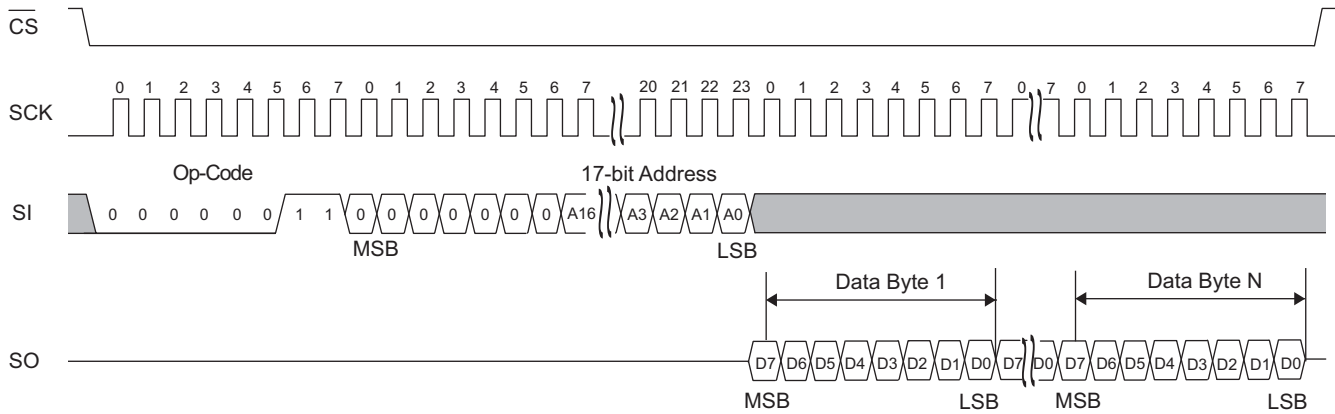 CS
0 1 2 3 4 5 6 7 0 1 2 3 4 5 6 7 20 21 22 23 0 1 2 3 4 5 6 7 0 7 0 1 2 3 4 5 6 7
SCK
Op-Code 17-bit Address
SI 0 0 0 0 0 0 1 1 0 0 0 0 0 0 0 A16 A3 A2 A1 A0
MSB LSB
Data Byte 1 Data Byte N
SO D7 D6 D5 D4 D3 D2 D1 D0 D7 D0 D7 D6 D5 D4 D3 D2 D1 D0
MSB LSB MSB LSB